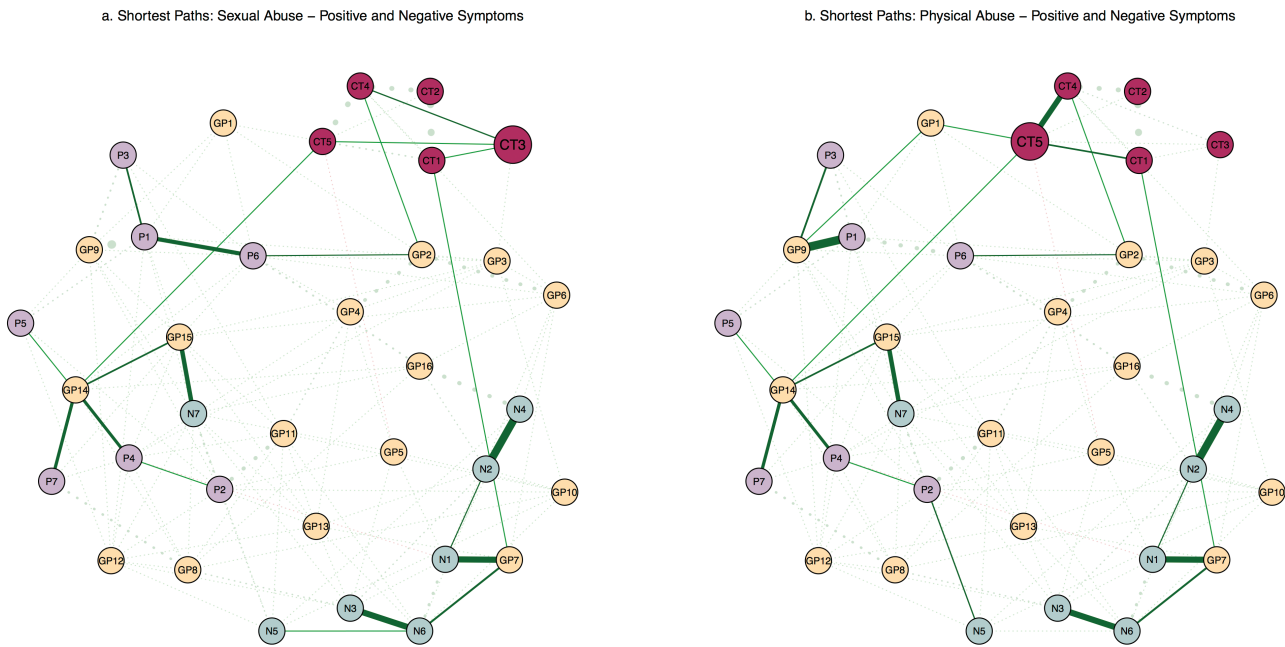 a. Shortest Paths: Sexual Abuse – Positive and Negative Symptoms
CT4
CT2
GP1
CT5
CT3
P3
CT1
P1
GP9
P6
GP2
GP3
GP6
GP4
P5
GP15
GP16
GP14
N7
N4
GP11
GP5
P4
N2
P7
P2
GP10
GP13
GP12
GP8
N1
GP7
N3
N5
N6
b. Shortest Paths: Physical Abuse – Positive and Negative Symptoms
CT4
CT2
GP1
CT5
CT3
P3
CT1
P1
GP9
P6
GP2
GP3
GP6
GP4
P5
GP15
GP16
GP14
N7
N4
GP11
GP5
P4
N2
P7
P2
GP10
GP13
GP12
GP8
N1
GP7
N3
N5
N6